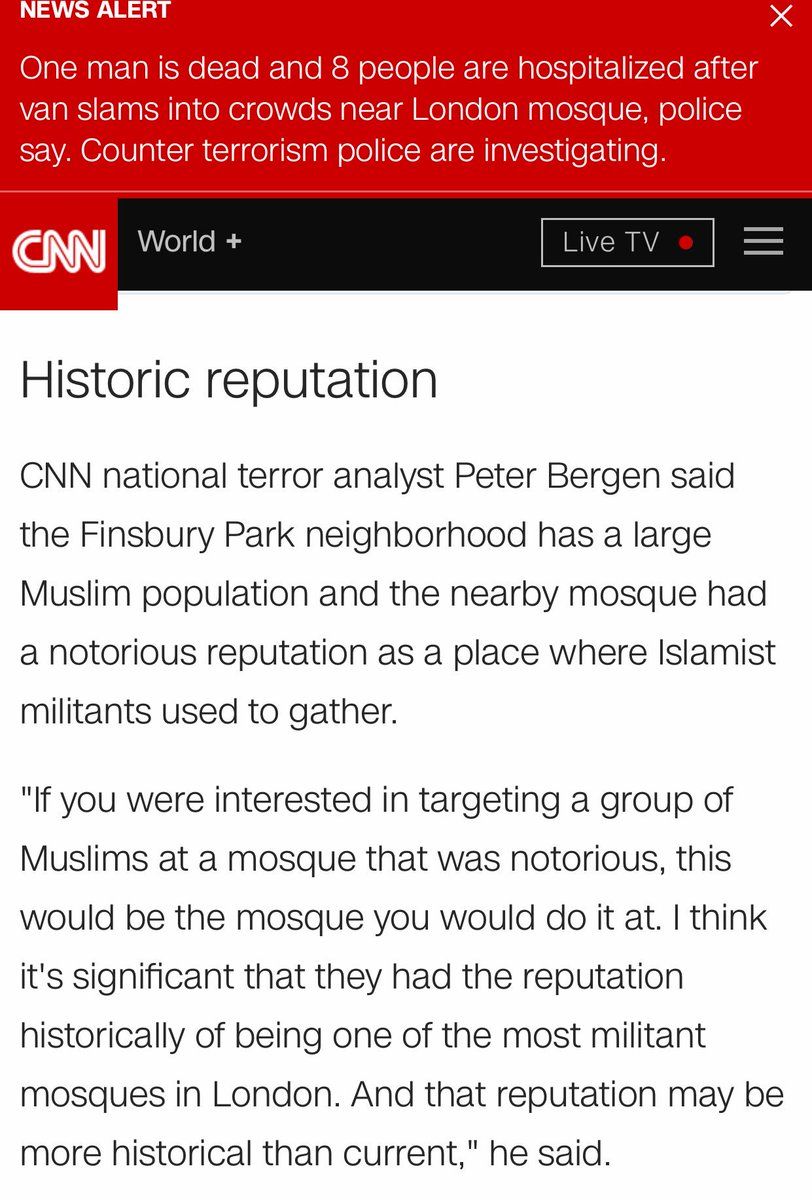 NEWS ALERT
One man is dead and 8 people are hospitalized after
van slams into crowds near London mosque, police
say. Counter terrorism police are investigating.
CNN World + Live TV
Historic reputation
CNN national terror analyst Peter Bergen said
the Finsbury Park neighborhood has a large
Muslim population and the nearby mosque had
a notorious reputation as a place where Islamist
militants used to gather.
"If you were interested in targeting a group of
Muslims at a mosque that was notorious, this
would be the mosque you would do it at. I think
it's significant that they had the reputation
historically of being one of the most militant
mosques in London. And that reputation may be
more historical than current," he said.